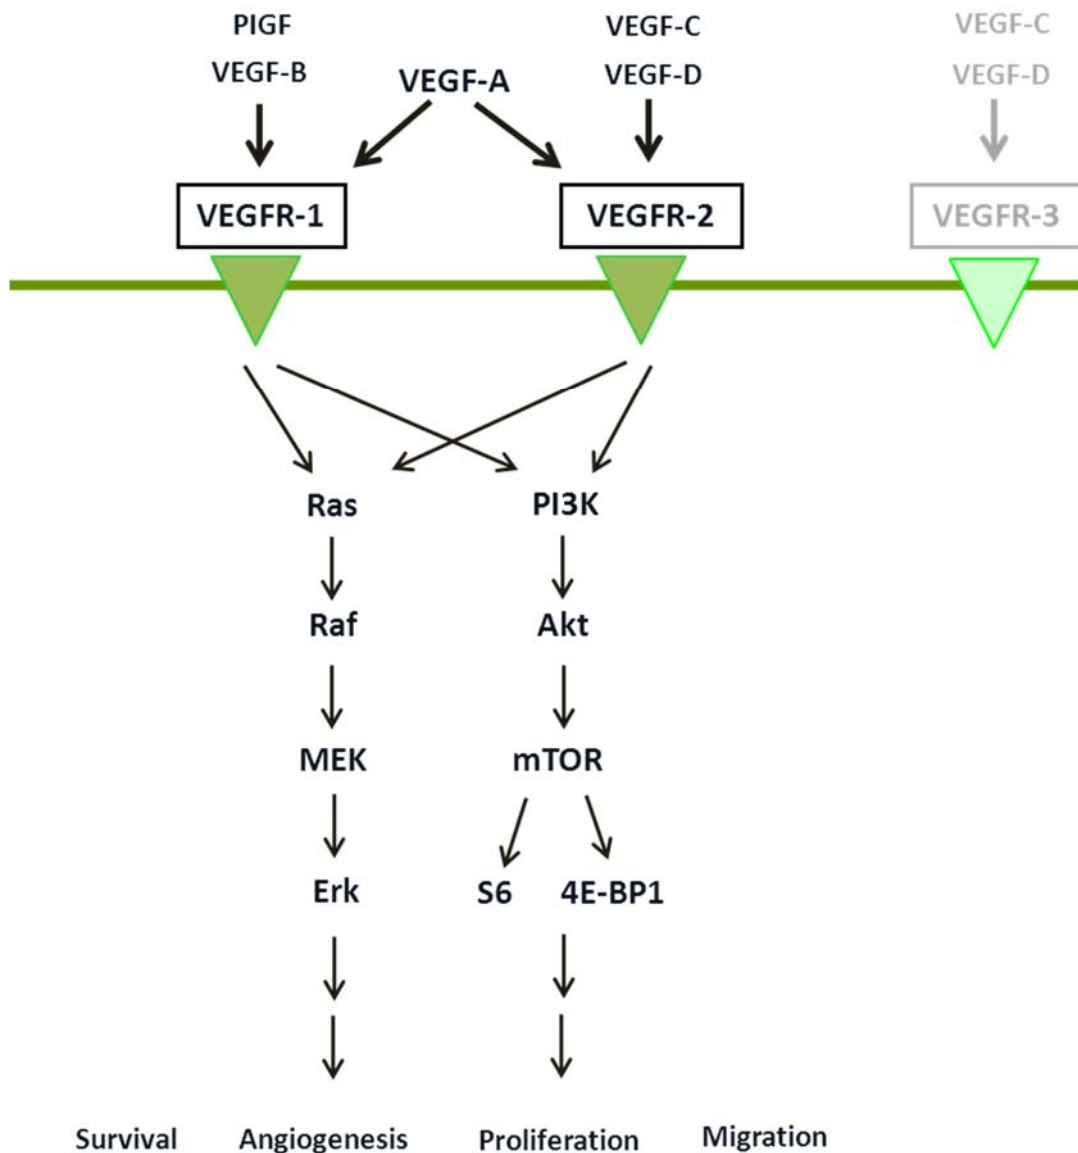 PIGF
VEGF-B
VEGF-A
VEGF-C
VEGF-D
VEGF-C
VEGF-D
VEGFR-1
VEGFR-2
VEGFR-3
Ras
PI3K
Raf
Akt
MEK
mTOR
Erk
S6
4E-BP1
Survival
Angiogenesis
Proliferation
Migration